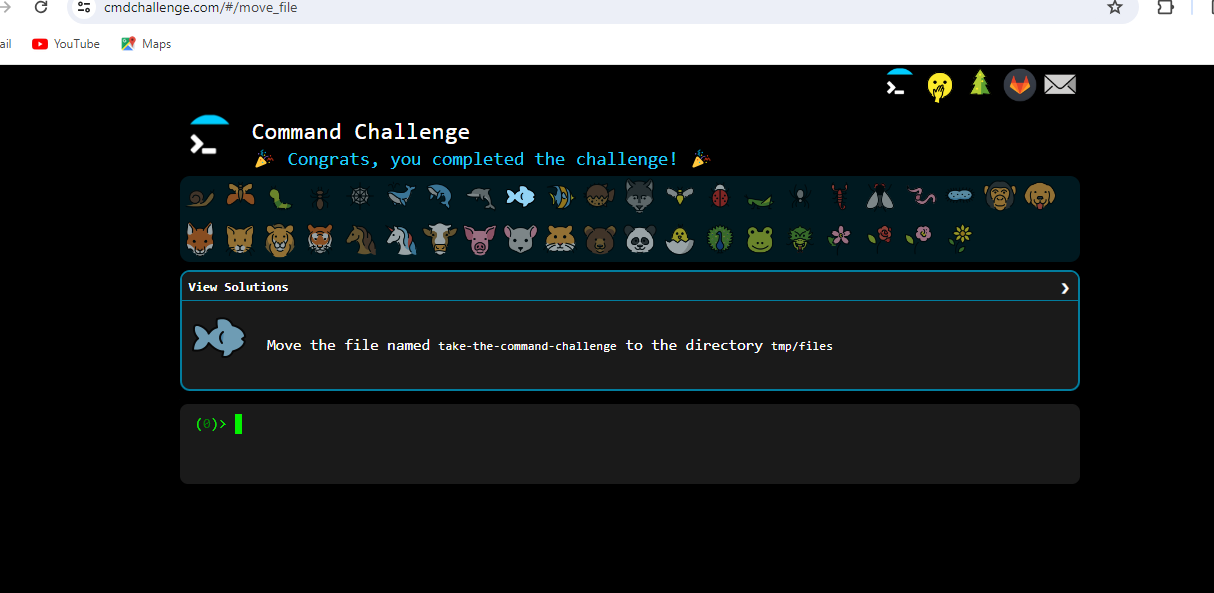 cmdchallenge.com/#/move_file
ail YouTube Maps
Command Challenge
🎉 Congrats, you completed the challenge! 🎉
View Solutions ❯
Move the file named take-the-command-challenge to the directory tmp/files
(0)>